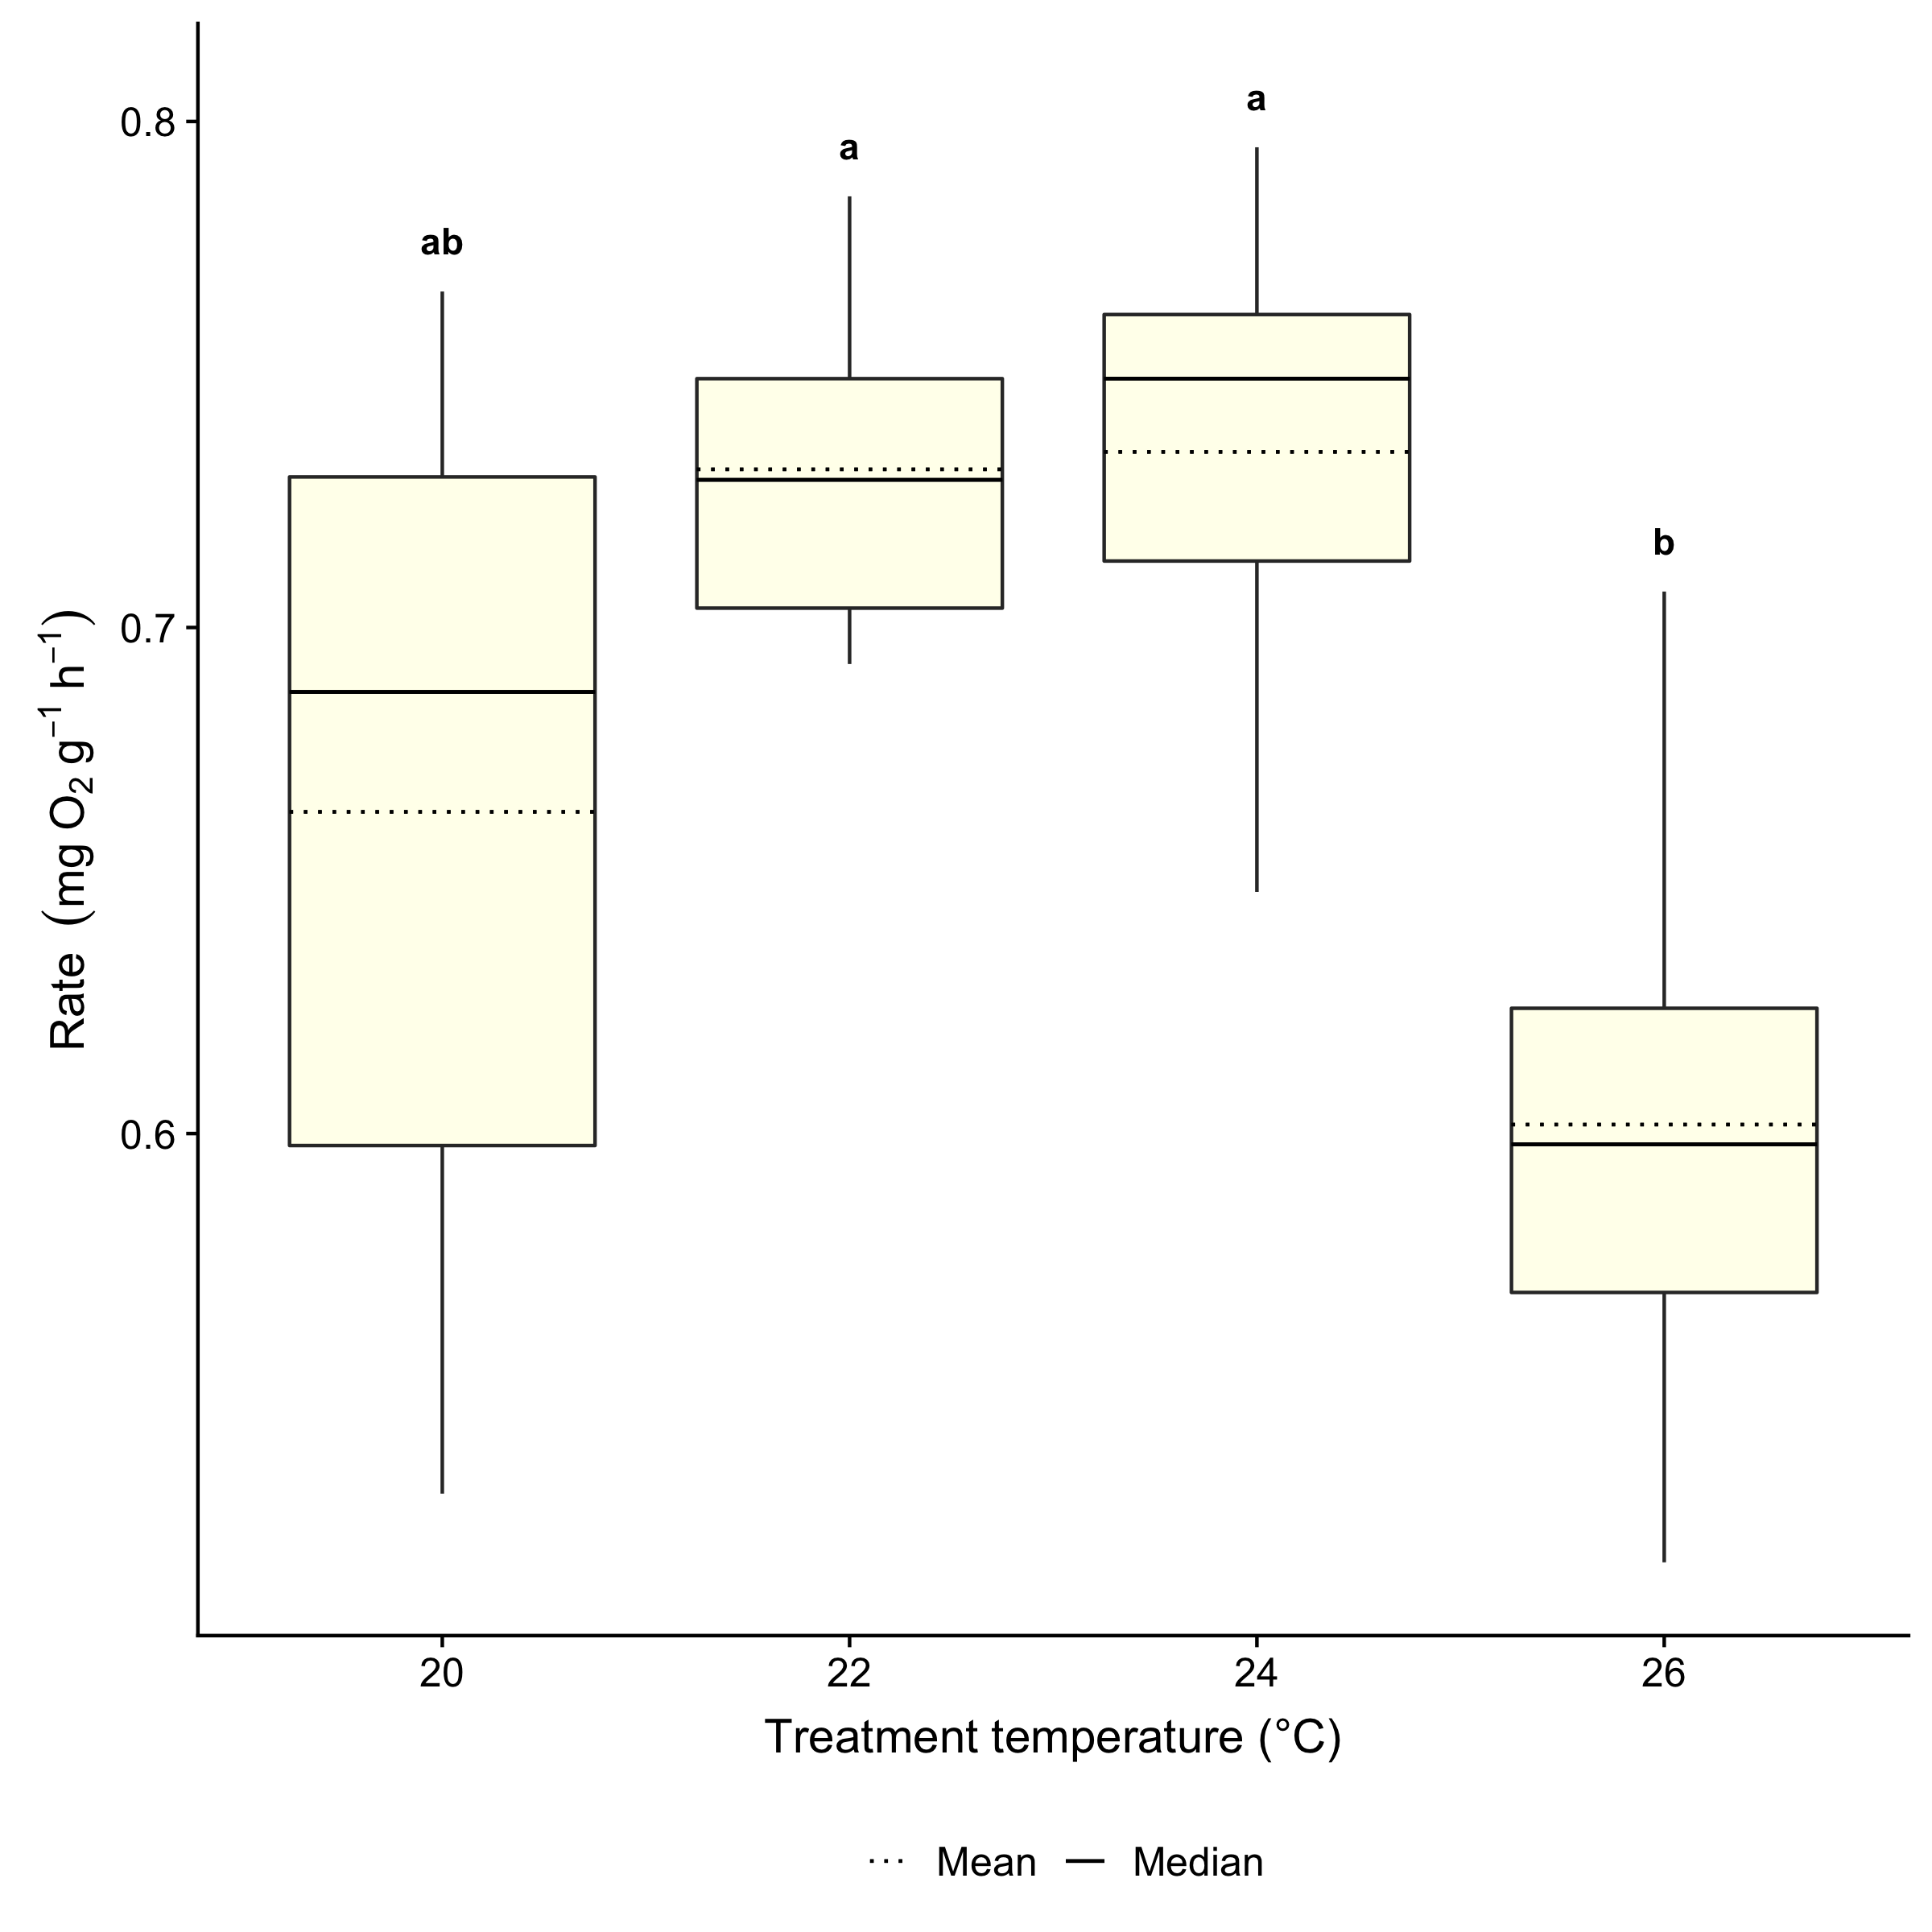 Rate (mg O₂ g⁻¹ h⁻¹)
0.8
0.7
0.6
ab
a
a
b
20 22 24 26
Treatment temperature (°C)
Mean Median